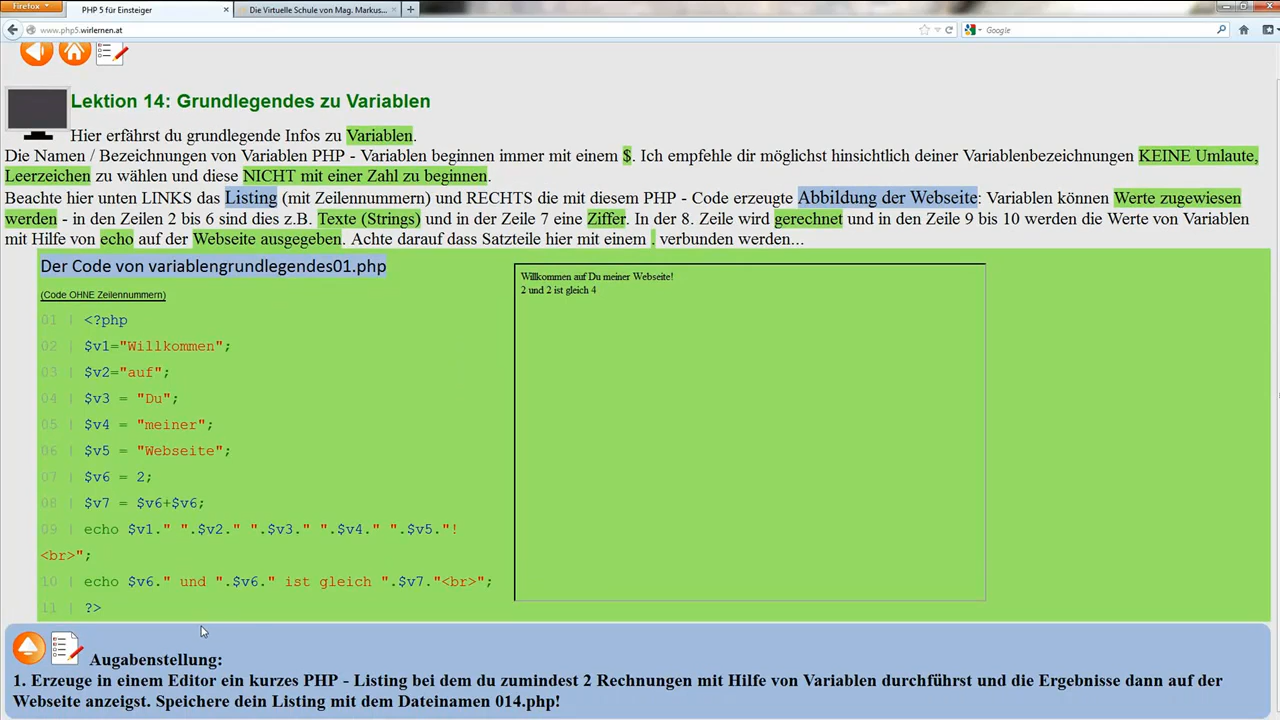 Firefox
PHP 5 für Einsteiger
Die Virtuelle Schule von Mag. Markus...
www.php5.wirlernen.at
Google
Lektion 14: Grundlegendes zu Variablen
Hier erfährst du grundlegende Infos zu Variablen.
Die Namen / Bezeichnungen von Variablen PHP - Variablen beginnen immer mit einem $. Ich empfehle dir möglichst hinsichtlich deiner Variablenbezeichnungen KEINE Umlaute,
Leerzeichen zu wählen und diese NICHT mit einer Zahl zu beginnen.
Beachte hier unten LINKS das Listing (mit Zeilennummern) und RECHTS die mit diesem PHP - Code erzeugte Abbildung der Webseite: Variablen können Werte zugewiesen
werden - in den Zeilen 2 bis 6 sind dies z.B. Texte (Strings) und in der Zeile 7 eine Ziffer. In der 8. Zeile wird gerechnet und in den Zeile 9 bis 10 werden die Werte von Variablen
mit Hilfe von echo auf der Webseite ausgegeben. Achte darauf dass Satzteile hier mit einem . verbunden werden...
Der Code von variablengrundlegendes01.php
(Code OHNE Zeilennummern)
01 | <?php
02 | $v1="Willkommen";
03 | $v2="auf";
04 | $v3 = "Du";
05 | $v4 = "meiner";
06 | $v5 = "Webseite";
07 | $v6 = 2;
08 | $v7 = $v6+$v6;
09 | echo $v1." ".$v2." ".$v3." ".$v4." ".$v5."!
<br>";
10 | echo $v6." und ".$v6." ist gleich ".$v7."<br>";
11 | ?>
Willkommen auf Du meiner Webseite!
2 und 2 ist gleich 4
Augabenstellung:
1. Erzeuge in einem Editor ein kurzes PHP - Listing bei dem du zumindest 2 Rechnungen mit Hilfe von Variablen durchführst und die Ergebnisse dann auf der
Webseite anzeigst. Speichere dein Listing mit dem Dateinamen 014.php!